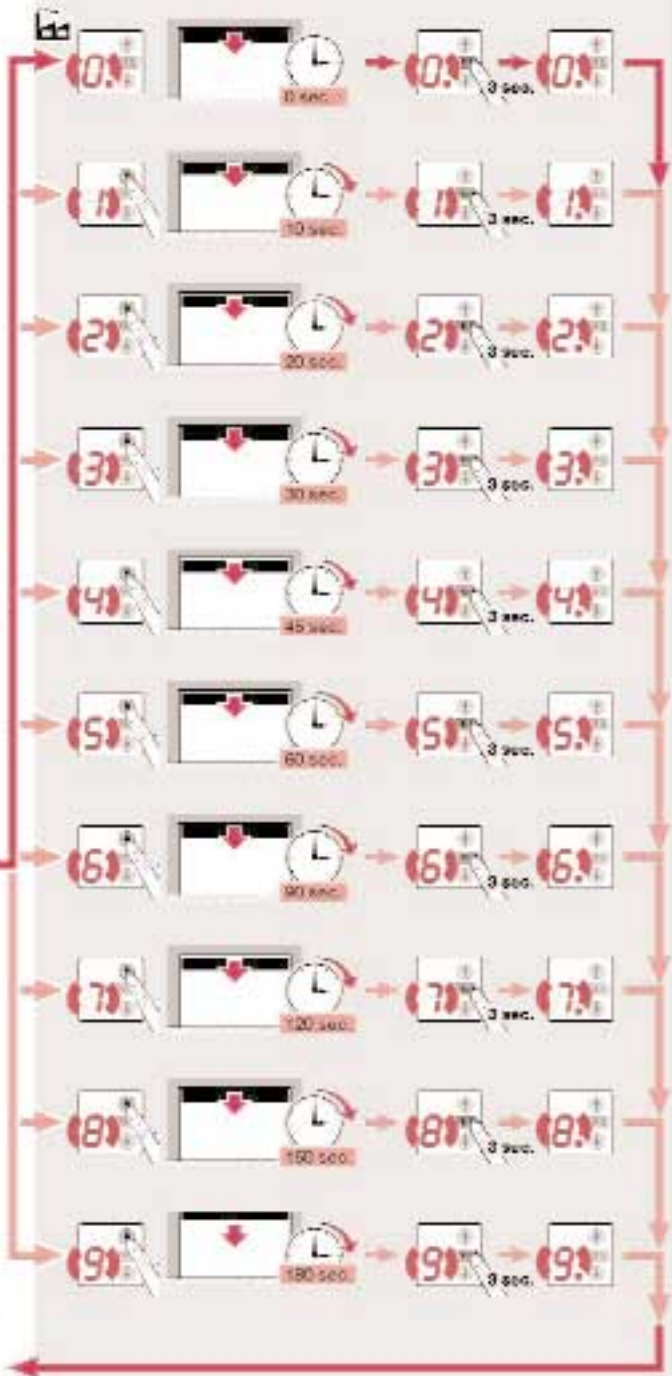 0. 0 sec. 0. 3 sec. 0.
1 10 sec. 1 3 sec. 1.
2 20 sec. 2 3 sec. 2.
3 30 sec. 3 3 sec. 3.
4 45 sec. 4 3 sec. 4.
5 60 sec. 5 3 sec. 5.
6 90 sec. 6 3 sec. 6.
7 120 sec. 7 3 sec. 7.
8 150 sec. 8 3 sec. 8.
9 180 sec. 9 3 sec. 9.